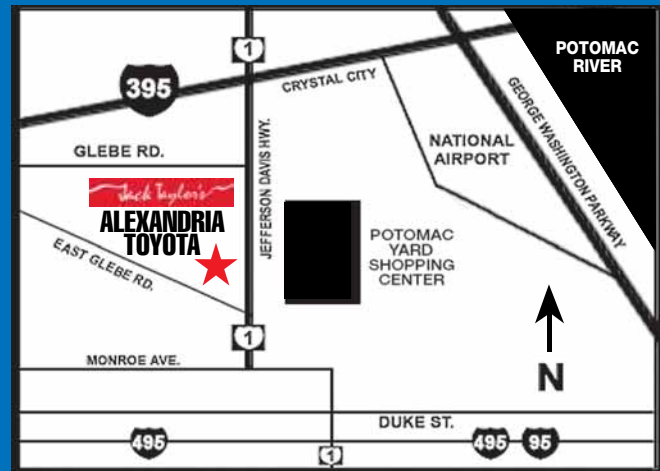 1
POTOMAC
RIVER
395
CRYSTAL CITY
GLEBE RD.
NATIONAL
AIRPORT
GEORGE WASHINGTON PARKWAY
Jack Taylor's
ALEXANDRIA
TOYOTA
JEFFERSON DAVIS HWY.
POTOMAC
YARD
SHOPPING
CENTER
EAST GLEBE RD.
1
MONROE AVE.
N
DUKE ST.
495
1
495
95